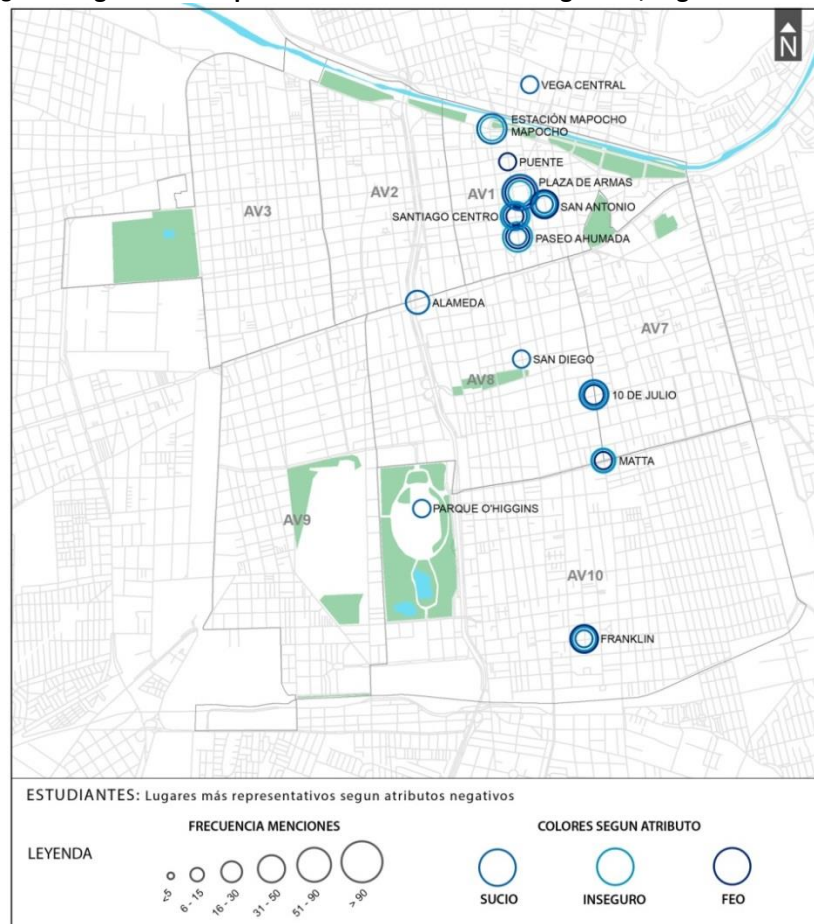 N
VEGA CENTRAL
ESTACIÓN MAPOCHO
MAPOCHO
PUENTE
PLAZA DE ARMAS
AV1
SAN ANTONIO
AV2
AV3
SANTIAGO CENTRO
PASEO AHUMADA
ALAMEDA
AV7
SAN DIEGO
AV8
10 DE JULIO
MATTA
PARQUE O'HIGGINS
AV9
AV10
FRANKLIN
ESTUDIANTES: Lugares más representativos segun atributos negativos
FRECUENCIA MENCIONES
COLORES SEGUN ATRIBUTO
LEYENDA
<5
6 - 15
16 - 30
31 - 50
51 - 90
> 90
SUCIO
INSEGURO
FEO